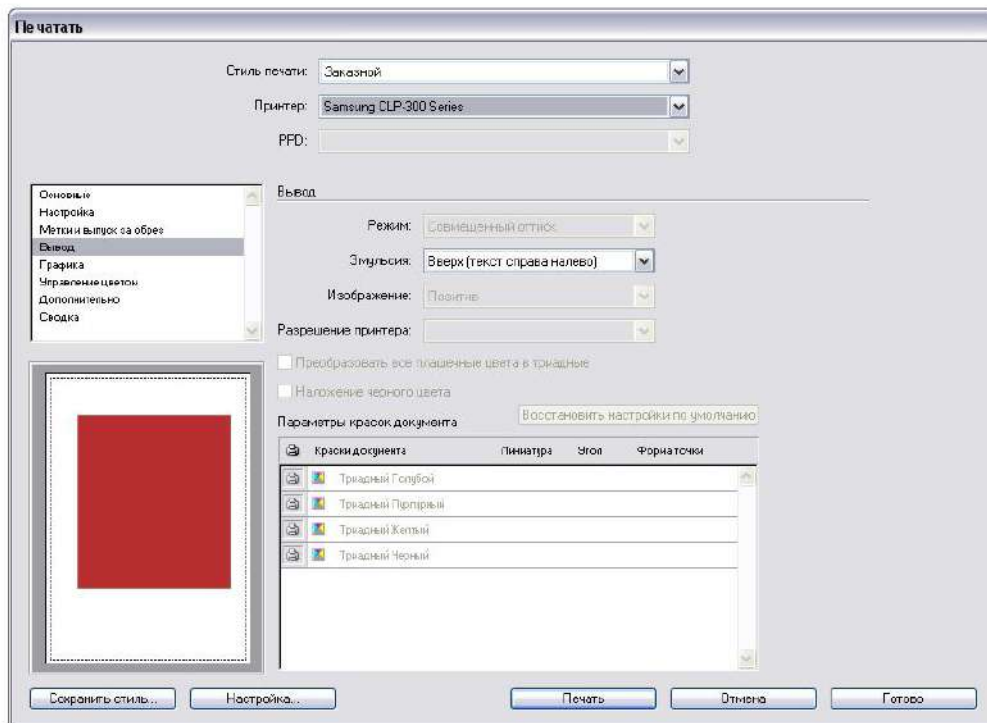 Печатать
Стиль печати: Заказной
Принтер: Samsung CLP-300 Series
PPD:
Основные
Настройка
Метки и выпуск за обрез
Вывод
Графика
Управление цветом
Дополнительно
Сводка
Вывод
Режим: Совмещенный оттиск
Эмульсия: Вверх (текст справа налево)
Изображение: Позитив
Разрешение принтера:
Преобразовать все плашечные цвета в триадные
Наложение черного цвета
Восстановить настройки по умолчанию
Параметры красок документа
Краски документа Линиатура Угол Форма точки
Триадный Голубой
Триадный Пурпурный
Триадный Желтый
Триадный Черный
Сохранить стиль... Настройка... Печать Отмена Готово